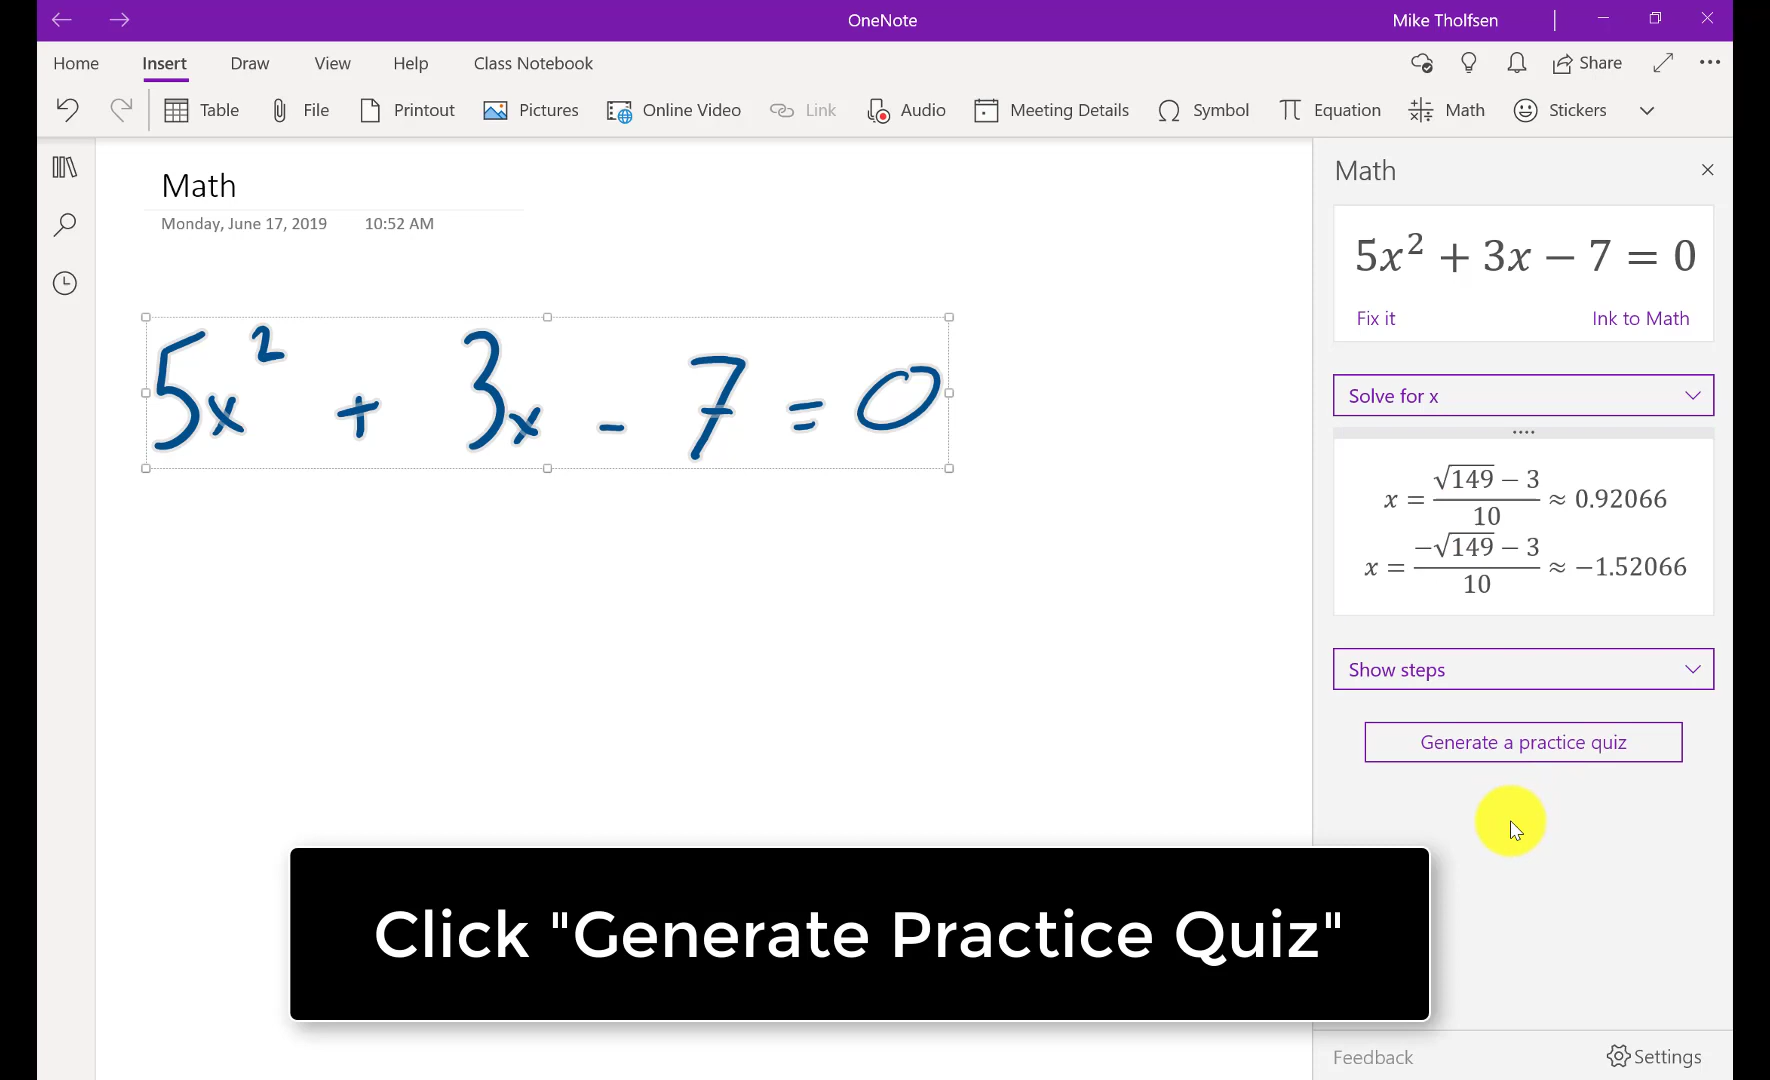 OneNote
Mike Tholfsen
Home Insert Draw View Help Class Notebook
Share
Table File Printout Pictures Online Video Link Audio Meeting Details Symbol Equation Math Stickers
Math
Monday, June 17, 2019 10:52 AM
5x² + 3x - 7 = 0
Math
5x² + 3x − 7 = 0
Fix it Ink to Math
Solve for x
x = (√149 − 3)/10 ≈ 0.92066
x = (−√149 − 3)/10 ≈ −1.52066
Show steps
Generate a practice quiz
Click "Generate Practice Quiz"
Feedback Settings